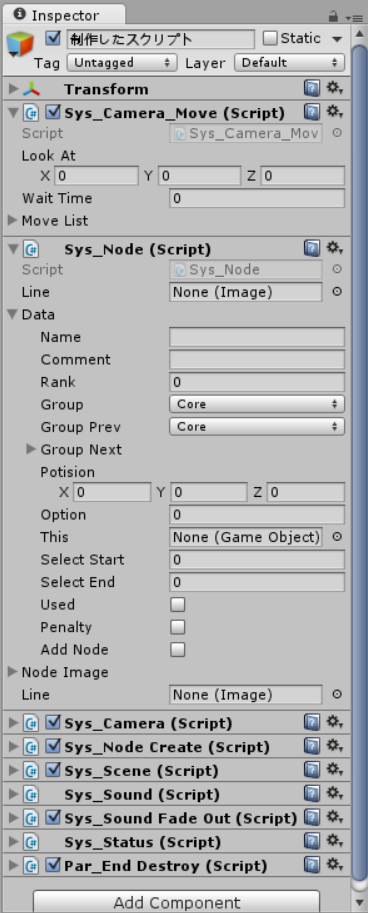 Inspector
制作したスクリプト Static
Tag Untagged Layer Default
Transform
Sys_Camera_Move (Script)
Script Sys_Camera_Mov
Look At
X 0 Y 0 Z 0
Wait Time 0
Move List
Sys_Node (Script)
Script Sys_Node
Line None (Image)
Data
Name
Comment
Rank 0
Group Core
Group Prev Core
Group Next
Potision
X 0 Y 0 Z 0
Option 0
This None (Game Object)
Select Start 0
Select End 0
Used
Penalty
Add Node
Node Image
Line None (Image)
Sys_Camera (Script)
Sys_Node Create (Script)
Sys_Scene (Script)
Sys_Sound (Script)
Sys_Sound Fade Out (Script)
Sys_Status (Script)
Par_End Destroy (Script)
Add Component